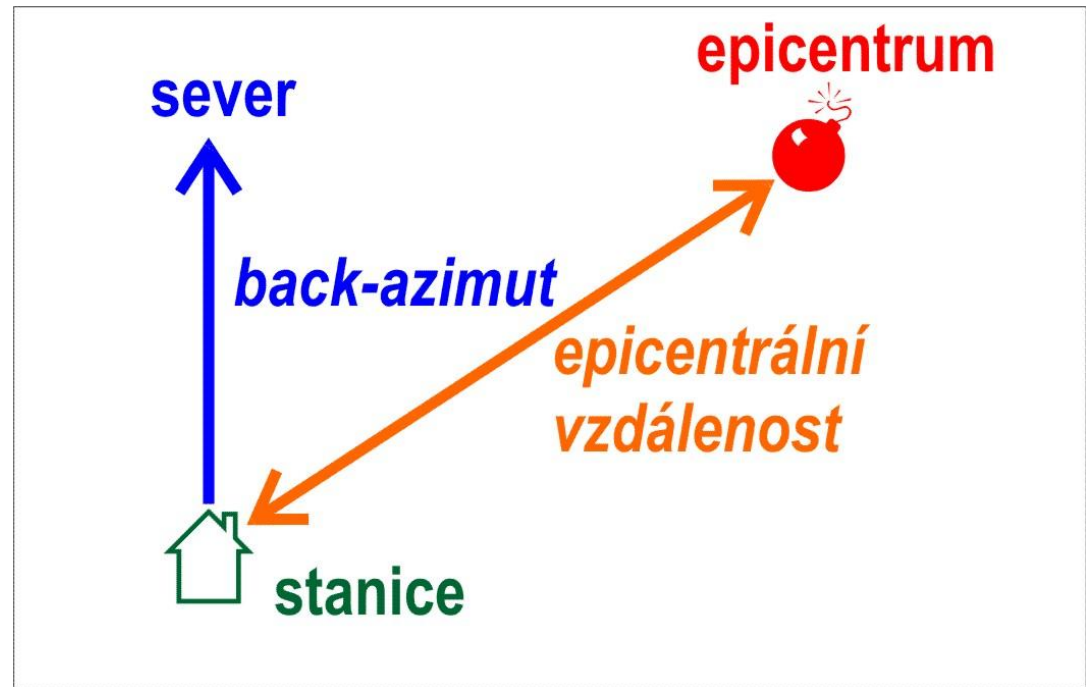 epicentrum
sever
back-azimut
epicentrální
vzdálenost
stanice